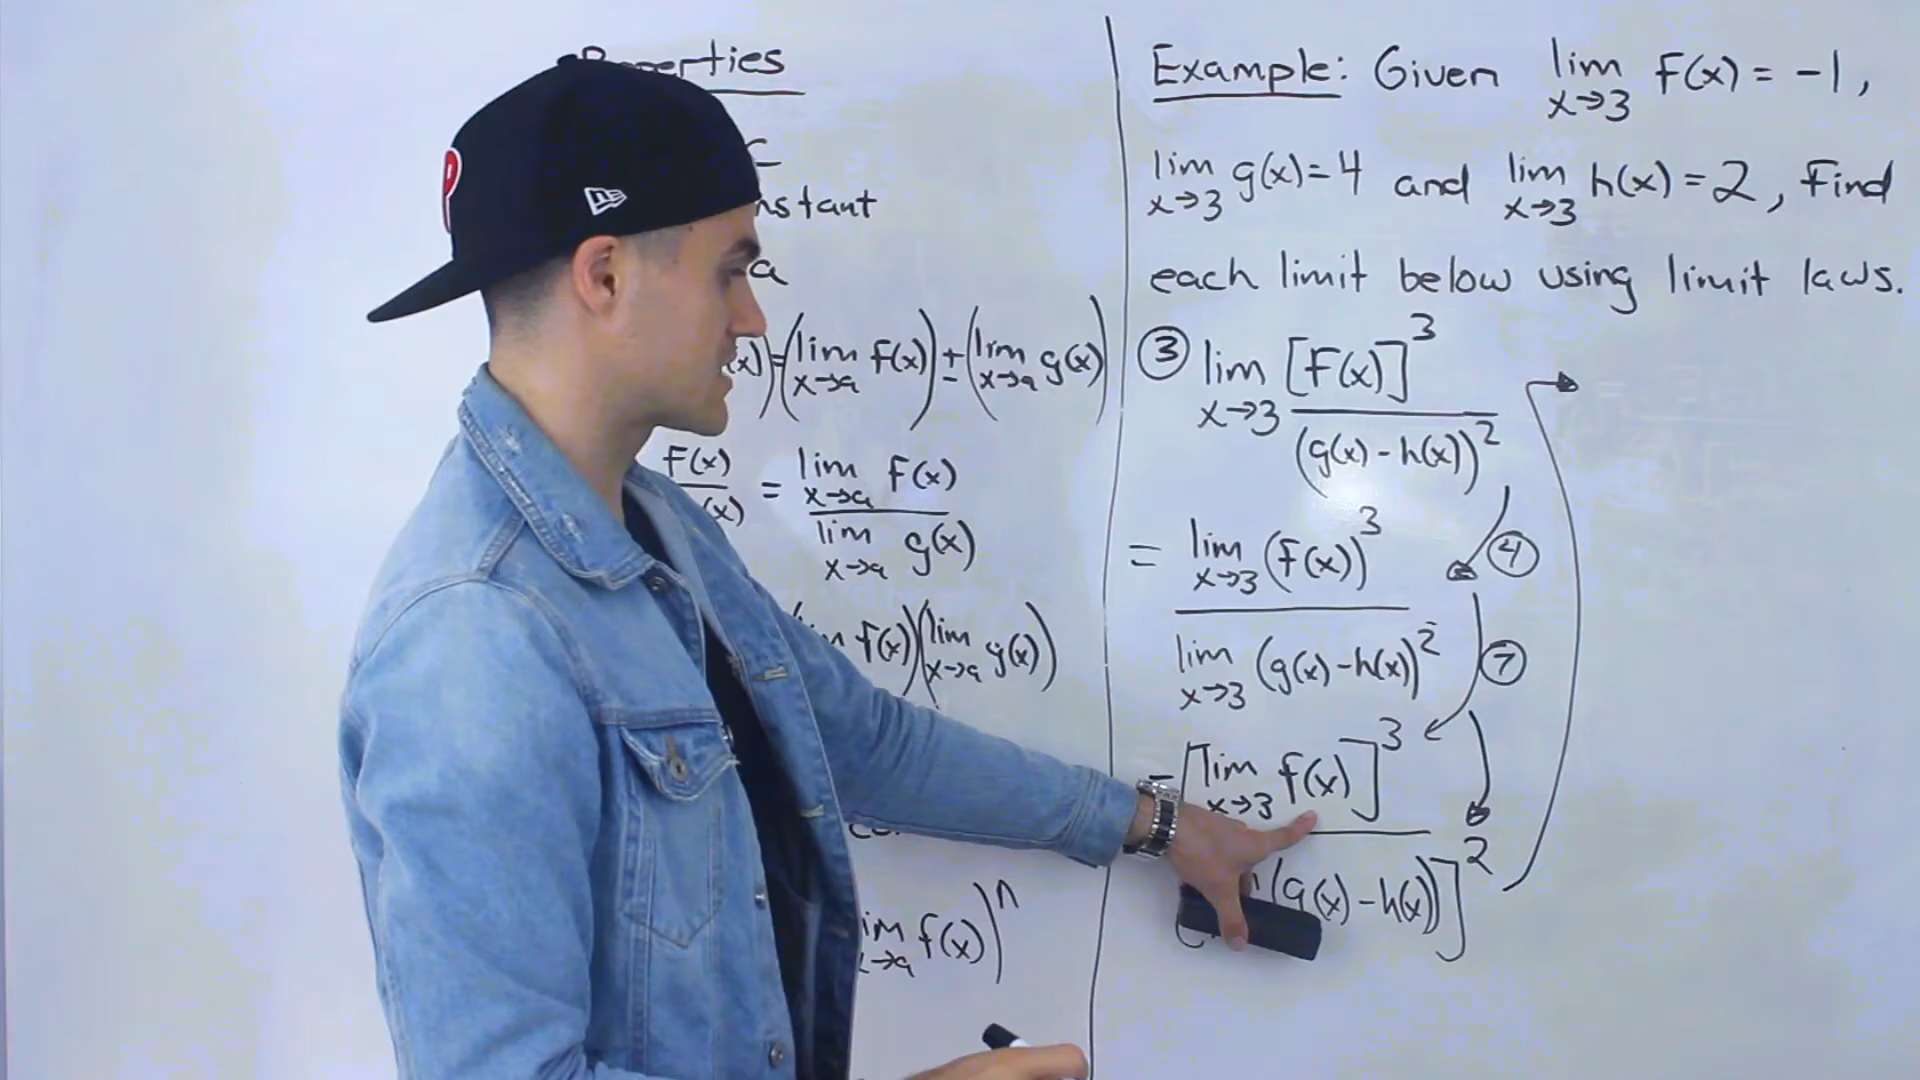 Properties
c
nstant
a
(x)) = (lim x→a f(x)) ± (lim x→a g(x))
f(x) / (x) = lim x→a f(x) / lim x→a g(x)
f(x)) (lim x→a g(x))
im x→a f(x))^n
Example: Given lim x→3 f(x) = -1,
lim x→3 g(x) = 4 and lim x→3 h(x) = 2, Find
each limit below using limit laws.
③ lim x→3 [f(x)]^3 / (g(x) - h(x))^2
= lim x→3 (f(x))^3 / lim x→3 (g(x) - h(x))^2
④
⑦
= [lim x→3 f(x)]^3 / (g(x) - h(x))]^2